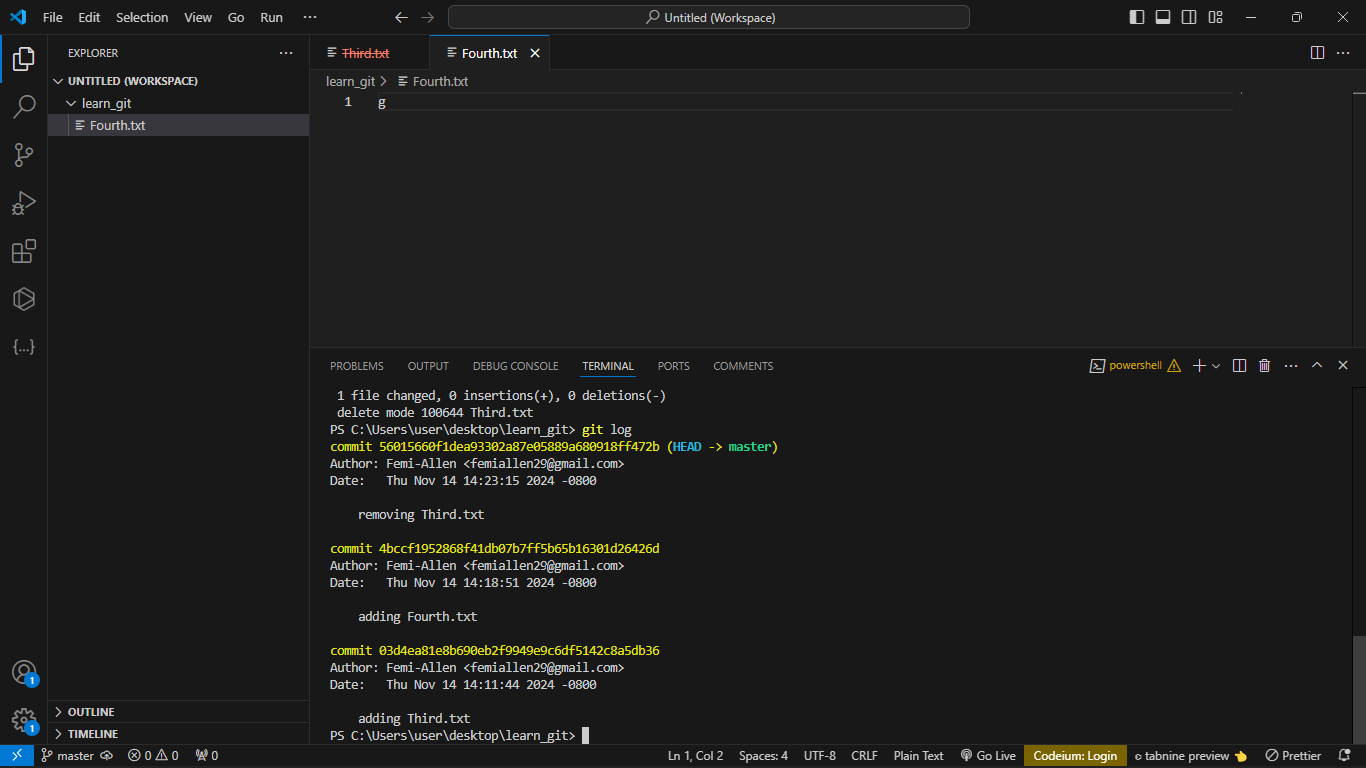 File Edit Selection View Go Run ··· Untitled (Workspace)
EXPLORER ···
UNTITLED (WORKSPACE)
learn_git
Fourth.txt
Third.txt Fourth.txt
learn_git > Fourth.txt
1 g
PROBLEMS OUTPUT DEBUG CONSOLE TERMINAL PORTS COMMENTS powershell
1 file changed, 0 insertions(+), 0 deletions(-)
delete mode 100644 Third.txt
PS C:\Users\user\desktop\learn_git> git log
commit 56015660f1dea93302a87e05889a680918ff472b (HEAD -> master)
Author: Femi-Allen <femiallen29@gmail.com>
Date:   Thu Nov 14 14:23:15 2024 -0800
removing Third.txt
commit 4bccf1952868f41db07b7ff5b65b16301d26426d
Author: Femi-Allen <femiallen29@gmail.com>
Date:   Thu Nov 14 14:18:51 2024 -0800
adding Fourth.txt
commit 03d4ea81e8b690eb2f9949e9c6df5142c8a5db36
Author: Femi-Allen <femiallen29@gmail.com>
Date:   Thu Nov 14 14:11:44 2024 -0800
adding Third.txt
PS C:\Users\user\desktop\learn_git>
1
1
OUTLINE
TIMELINE
master 0 0 0 Ln 1, Col 2 Spaces: 4 UTF-8 CRLF Plain Text Go Live Codeium: Login tabnine preview Prettier